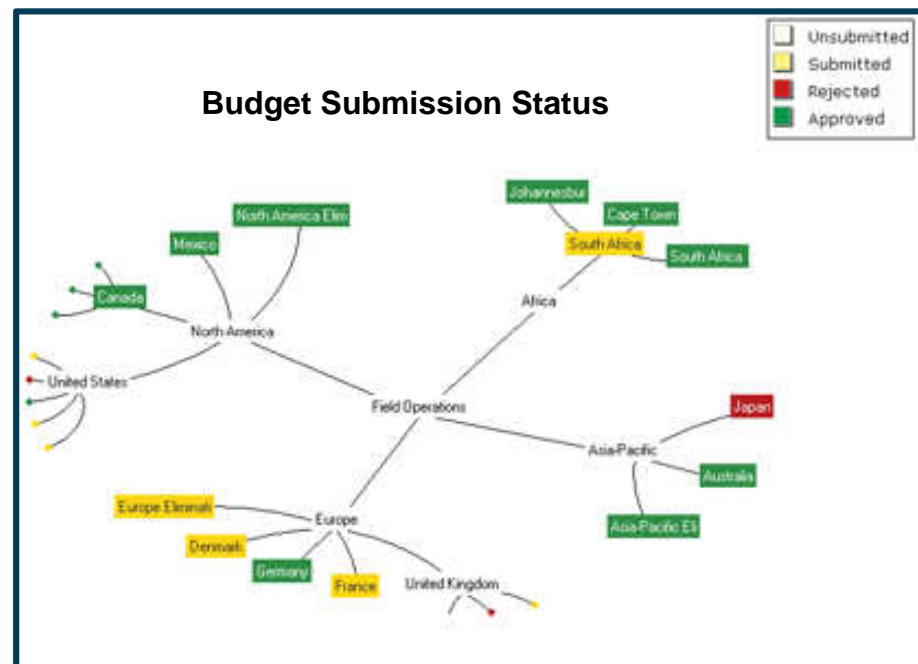 Unsubmitted
Submitted
Rejected
Approved
Budget Submission Status
Johannesbur
North America Elim
Cape Town
Mexico
South Africa
South Africa
Canada
Africa
North America
United States
Field Operations
Japan
Asia-Pacific
Australia
Europe Eliminati
Europe
Asia-Pacific Eli
Denmark
Germany
France
United Kingdom